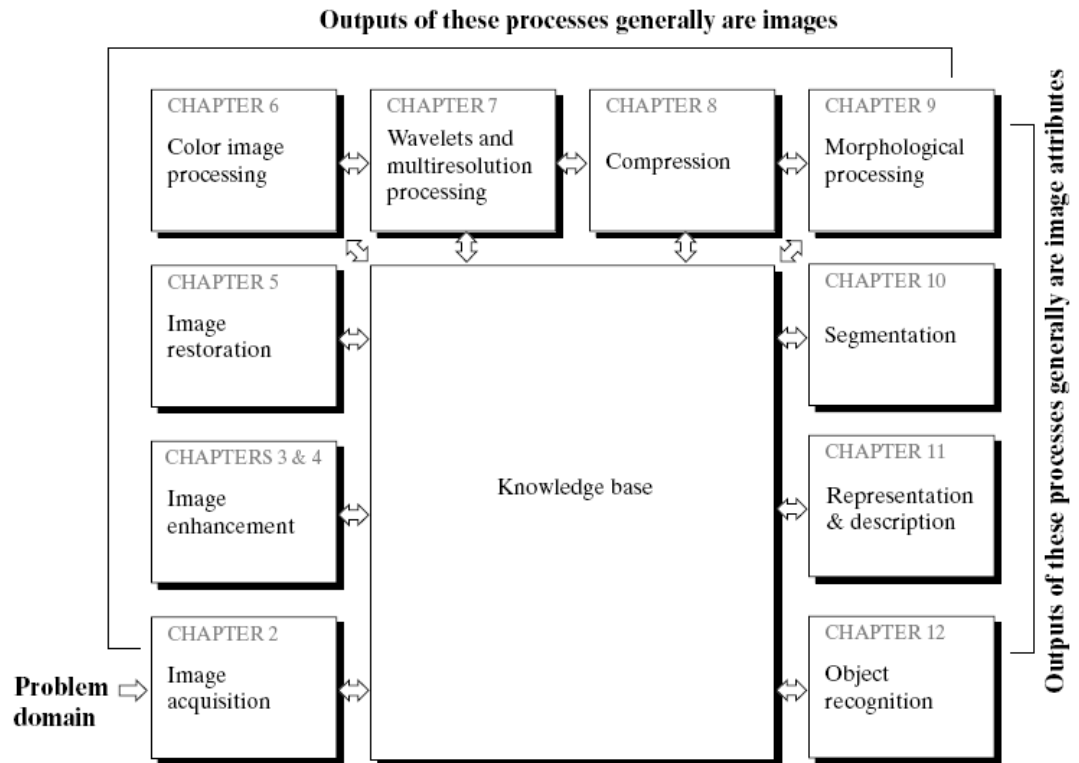 Outputs of these processes generally are images
CHAPTER 6
Color image
processing
CHAPTER 7
Wavelets and
multiresolution
processing
CHAPTER 8
Compression
CHAPTER 9
Morphological
processing
Outputs of these processes generally are image attributes
CHAPTER 5
Image
restoration
CHAPTER 10
Segmentation
CHAPTERS 3 & 4
Image
enhancement
Knowledge base
CHAPTER 11
Representation
& description
CHAPTER 2
Image
acquisition
CHAPTER 12
Object
recognition
Problem
domain